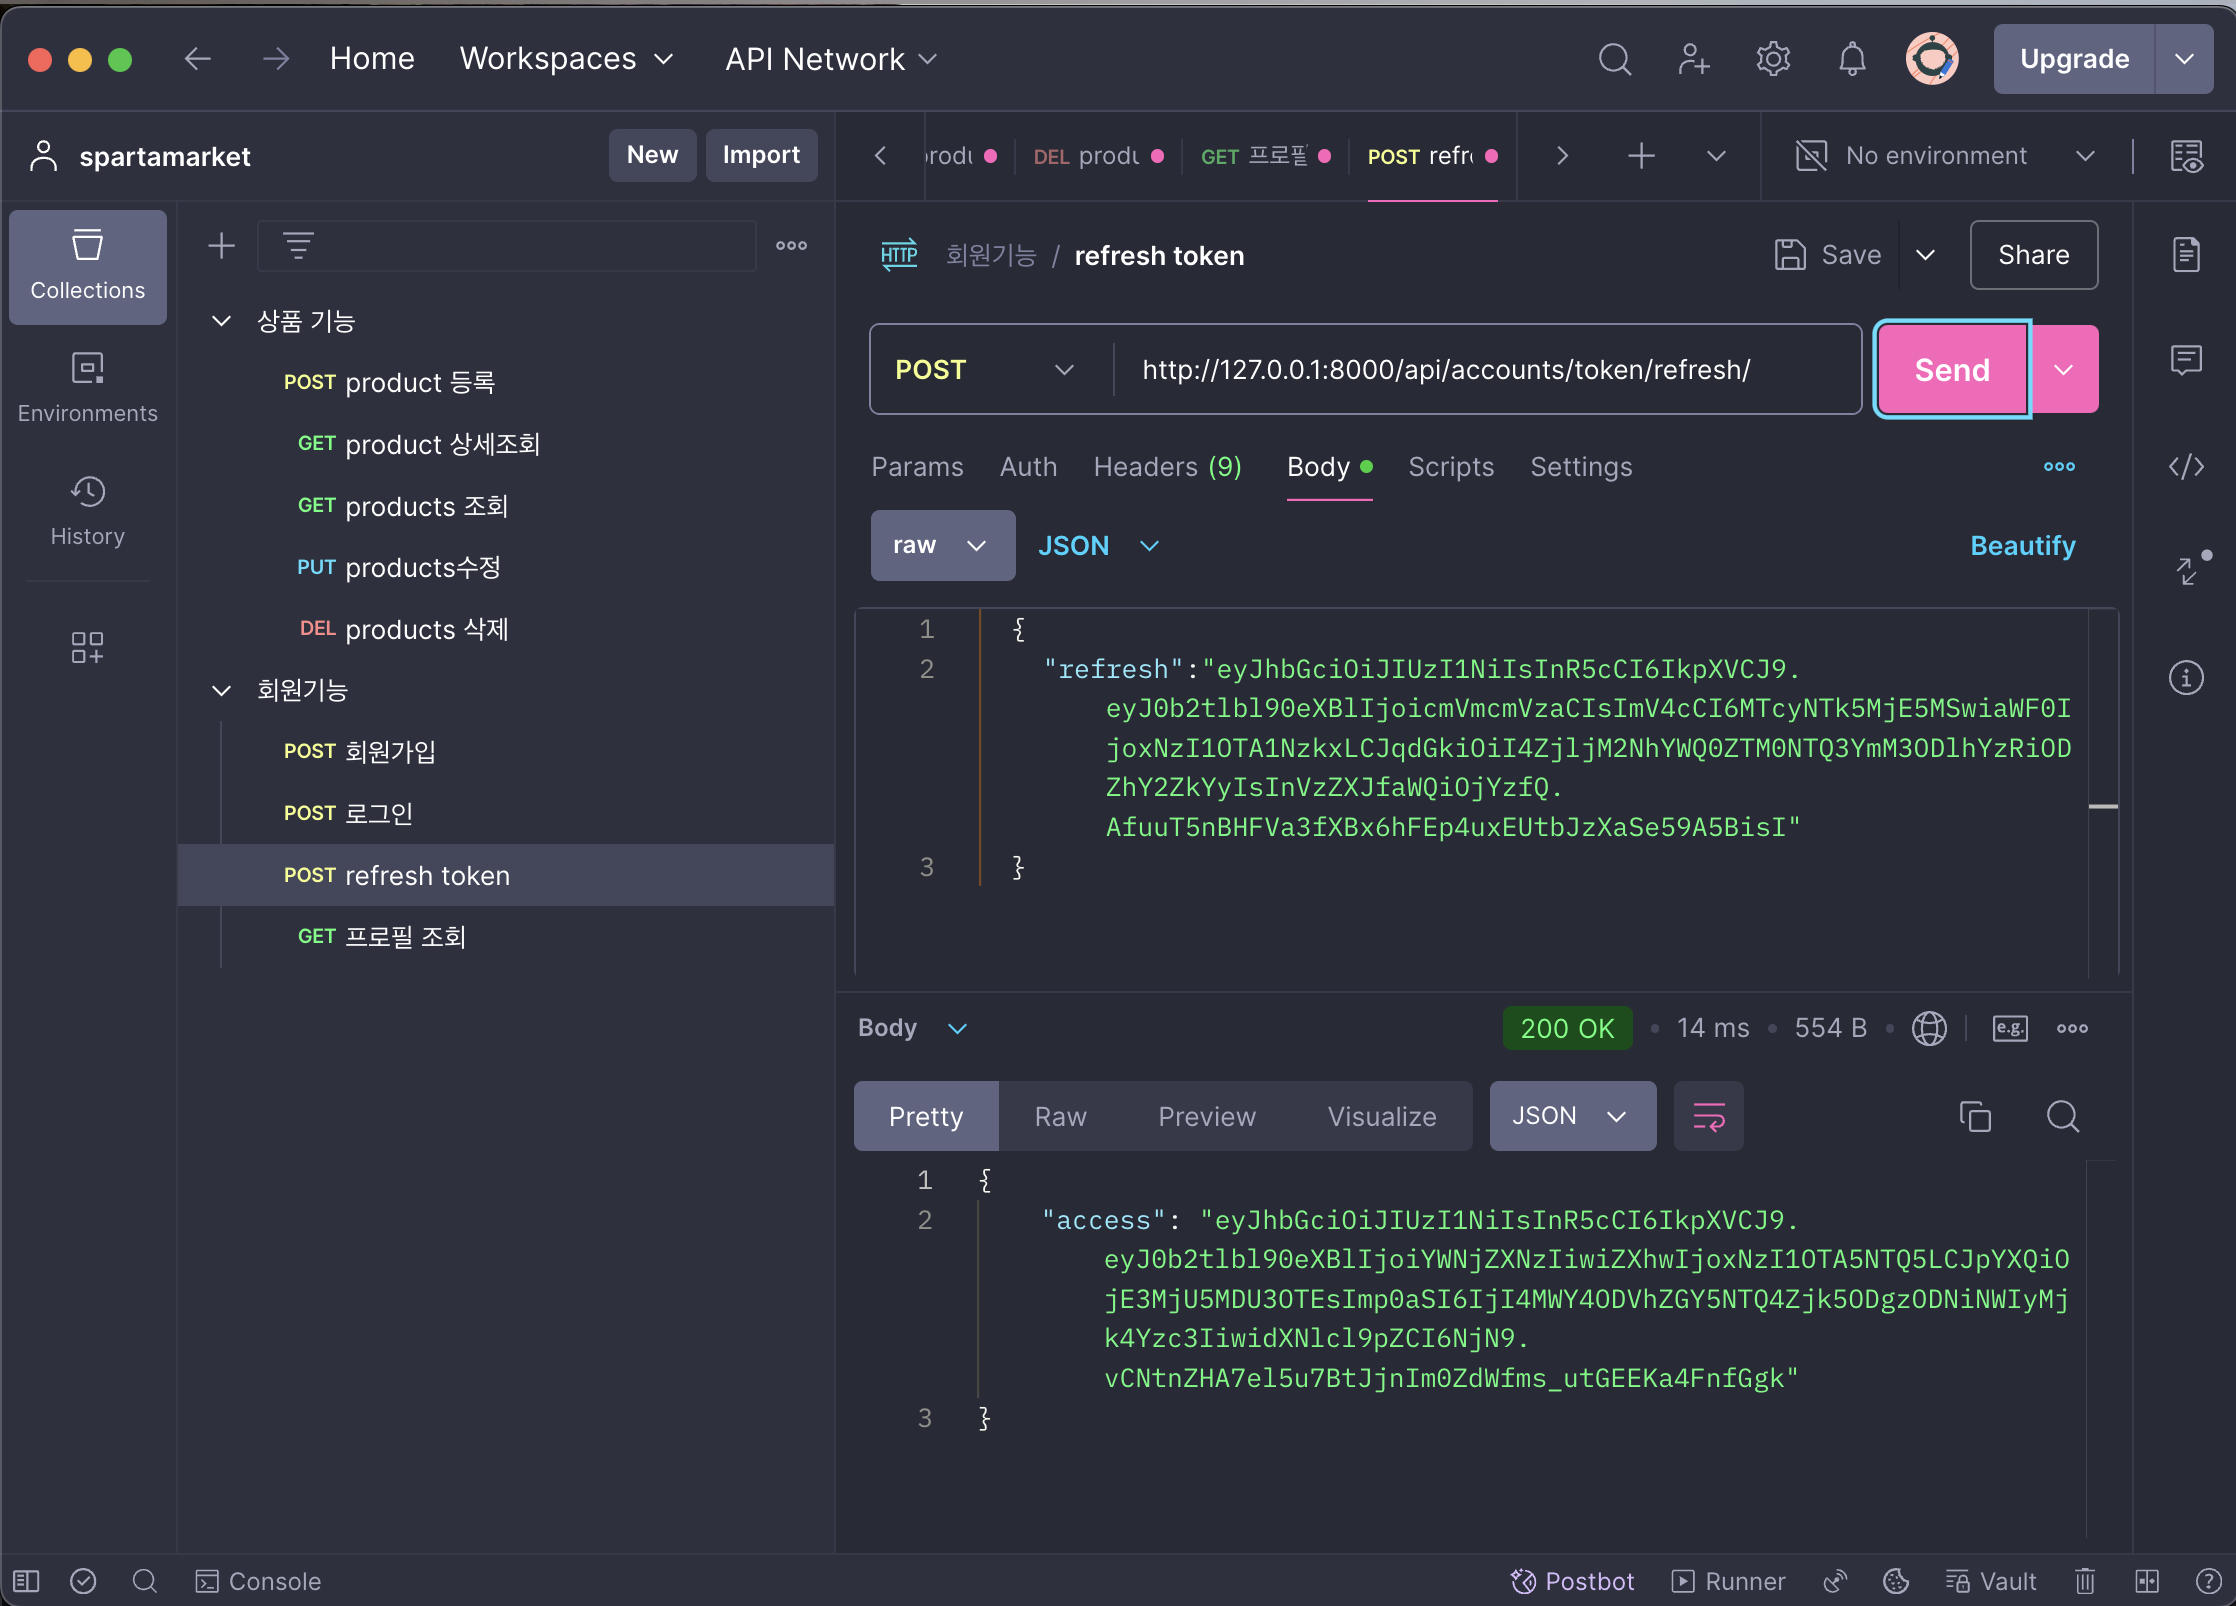 Home Workspaces API Network Upgrade
spartamarket New Import
produ DEL produ GET 프로필 POST refre No environment
Collections
Environments
History
상품 기능
POST product 등록
GET product 상세조회
GET products 조회
PUT products수정
DEL products 삭제
회원기능
POST 회원가입
POST 로그인
POST refresh token
GET 프로필 조회
HTTP 회원기능 / refresh token Save Share
POST http://127.0.0.1:8000/api/accounts/token/refresh/ Send
Params Auth Headers (9) Body Scripts Settings
raw JSON Beautify
1 {
2 "refresh":"eyJhbGciOiJIUzI1NiIsInR5cCI6IkpXVCJ9.
eyJ0b2tlbl90eXBlIjoicmVmcmVzaCIsImV4cCI6MTcyNTk5MjE5MSwiaWF0I
joxNzI1OTA1NzkxLCJqdGkiOiI4ZjljM2NhYWQ0ZTM0NTQ3YmM3ODlhYzRiOD
ZhY2ZkYyIsInVzZXJfaWQiOjYzfQ.
AfuuT5nBHFVa3fXBx6hFEp4uxEUtbJzXaSe59A5BisI"
3 }
Body 200 OK 14 ms 554 B e.g.
Pretty Raw Preview Visualize JSON
1 {
2 "access": "eyJhbGciOiJIUzI1NiIsInR5cCI6IkpXVCJ9.
eyJ0b2tlbl90eXBlIjoiYWNjZXNzIiwiZXhwIjoxNzI1OTA5NTQ5LCJpYXQiO
jE3MjU5MDU3OTEsImp0aSI6IjI4MWY4ODVhZGY5NTQ4Zjk5ODgzODNiNWIyMj
k4Yzc3IiwidXNlcl9pZCI6NjN9.
vCNtnZHA7el5u7BtJjnIm0ZdWfms_utGEEKa4FnfGgk"
3 }
Console Postbot Runner Vault